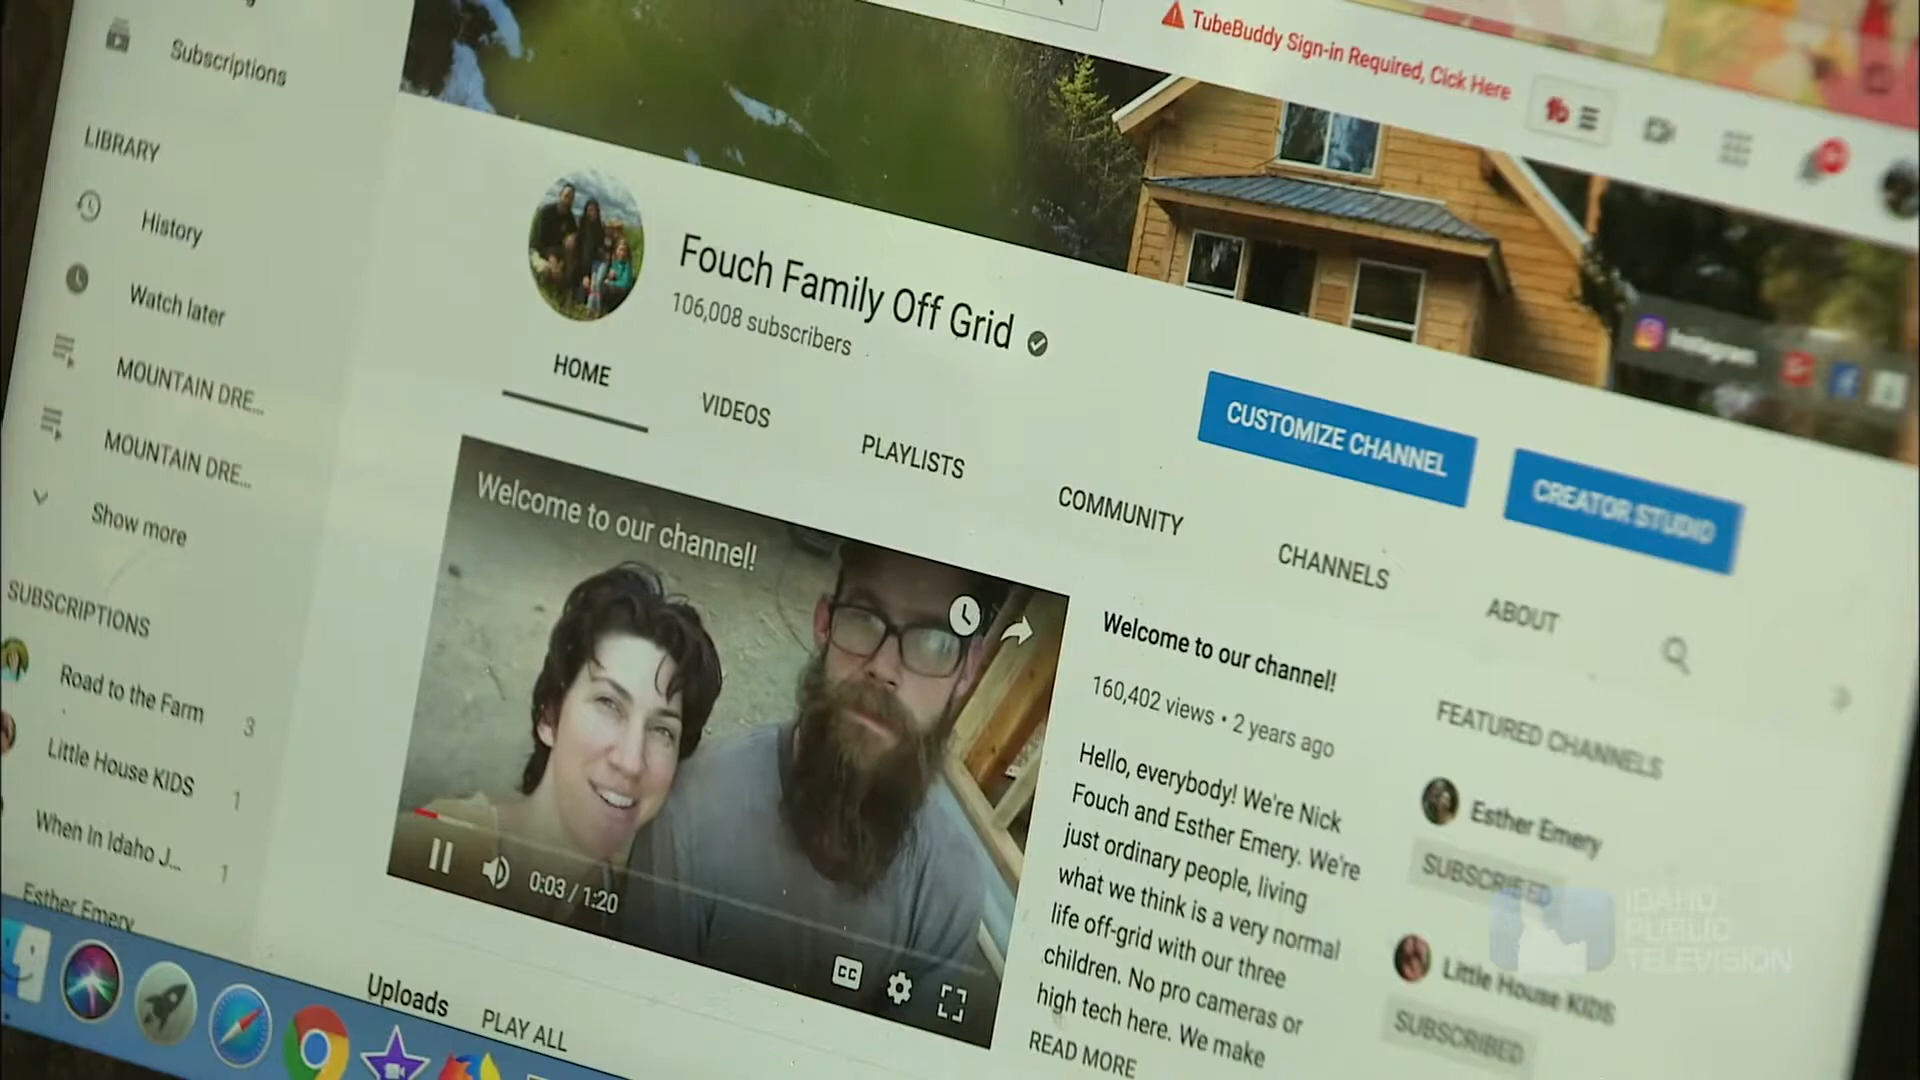 TubeBuddy Sign-in Required, Cick Here
Subscriptions
LIBRARY
History
Watch later
MOUNTAIN DRE...
MOUNTAIN DRE...
Show more
SUBSCRIPTIONS
Road to the Farm 3
Little House KIDS 1
When In Idaho J... 1
Esther Emery
Instagram
Fouch Family Off Grid
106,008 subscribers
CUSTOMIZE CHANNEL
CREATOR STUDIO
HOME
VIDEOS
PLAYLISTS
COMMUNITY
CHANNELS
ABOUT
Welcome to our channel!
0:03 / 1:20
CC
Welcome to our channel!
160,402 views • 2 years ago
Hello, everybody! We're Nick
Fouch and Esther Emery. We're
just ordinary people, living
what we think is a very normal
life off-grid with our three
children. No pro cameras or
high tech here. We make
READ MORE
FEATURED CHANNELS
Esther Emery
SUBSCRIBED
Little House KIDS
SUBSCRIBED
Uploads
PLAY ALL
IDAHO
PUBLIC
TELEVISION